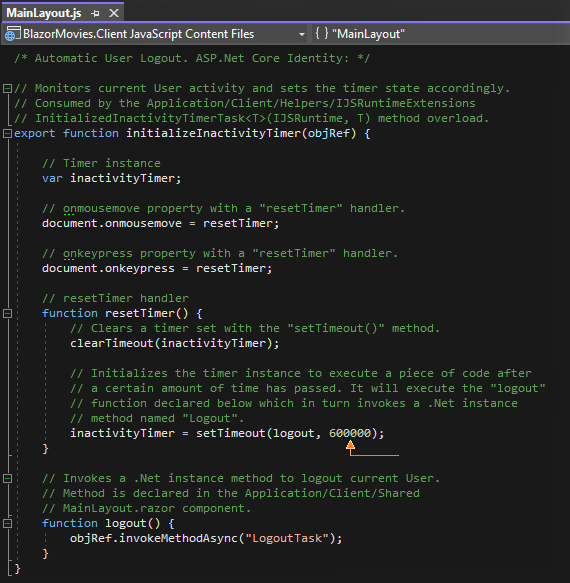 MainLayout.js
BlazorMovies.Client JavaScript Content Files
{ } "MainLayout"
/* Automatic User Logout. ASP.Net Core Identity: */
// Monitors current User activity and sets the timer state accordingly.
// Consumed by the Application/Client/Helpers/IJSRuntimeExtensions
// InitializedInactivityTimerTask<T>(IJSRuntime, T) method overload.
export function initializeInactivityTimer(objRef) {
// Timer instance
var inactivityTimer;
// onmousemove property with a "resetTimer" handler.
document.onmousemove = resetTimer;
// onkeypress property with a "resetTimer" handler.
document.onkeypress = resetTimer;
// resetTimer handler
function resetTimer() {
// Clears a timer set with the "setTimeout()" method.
clearTimeout(inactivityTimer);
// Initializes the timer instance to execute a piece of code after
// a certain amount of time has passed. It will execute the "logout"
// function declared below which in turn invokes a .Net instance
// method named "Logout".
inactivityTimer = setTimeout(logout, 600000);
}
// Invokes a .Net instance method to logout current User.
// Method is declared in the Application/Client/Shared
// MainLayout.razor component.
function logout() {
objRef.invokeMethodAsync("LogoutTask");
}
}